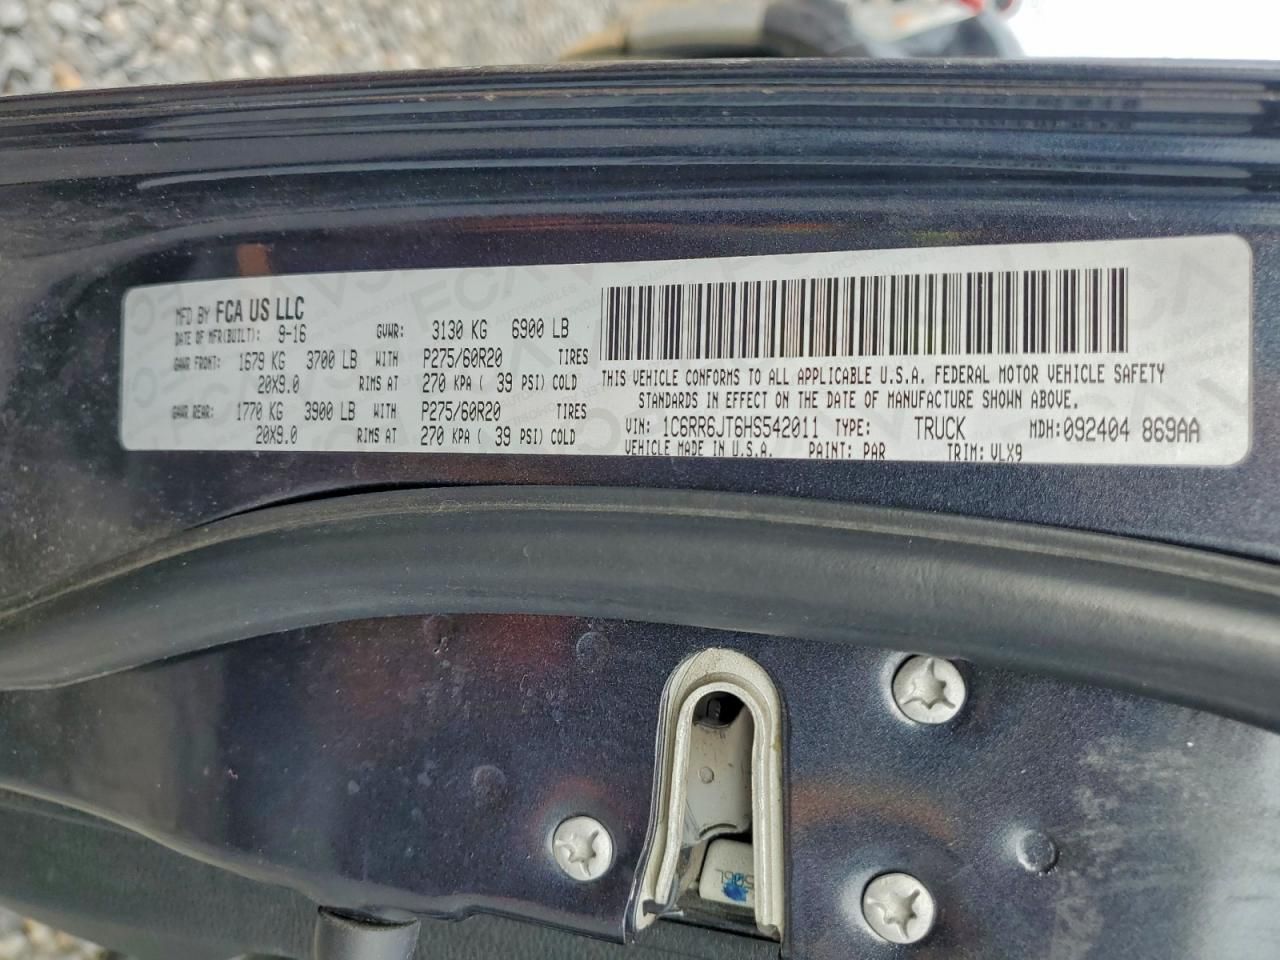 MFD BY FCA US LLC
DATE OF MFR(BUILT): 9-16 GVWR: 3130 KG 6900 LB
GAWR FRONT: 1679 KG 3700 LB WITH P275/60R20 TIRES
20X9.0 RIMS AT 270 KPA ( 39 PSI) COLD
GAWR REAR: 1770 KG 3900 LB WITH P275/60R20 TIRES
20X9.0 RIMS AT 270 KPA ( 39 PSI) COLD
THIS VEHICLE CONFORMS TO ALL APPLICABLE U.S.A. FEDERAL MOTOR VEHICLE SAFETY
STANDARDS IN EFFECT ON THE DATE OF MANUFACTURE SHOWN ABOVE.
VIN: 1C6RR6JT6HS542011 TYPE: TRUCK MDH:092404 869AA
VEHICLE MADE IN U.S.A. PAINT: PAR TRIM: VLX9